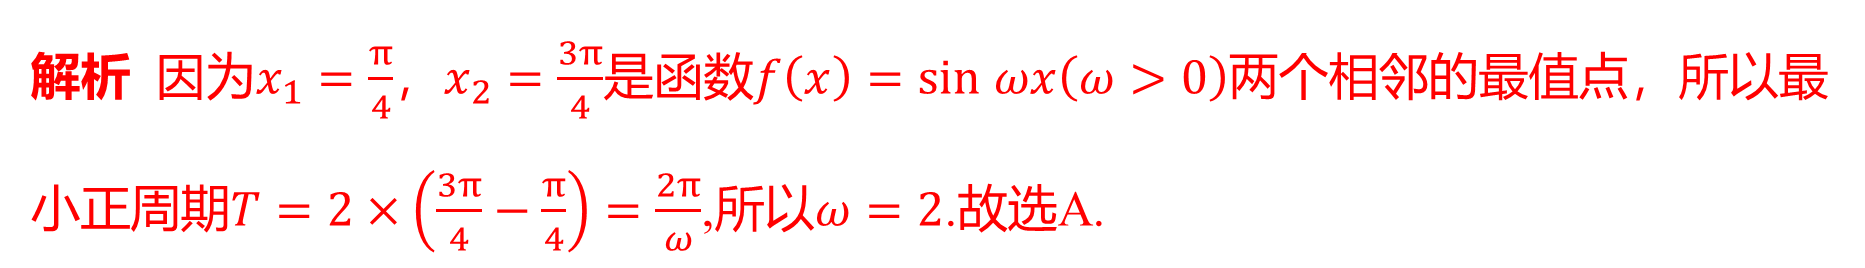 解析 因为x₁ = π/4，x₂ = 3π/4是函数f(x) = sin ωx(ω > 0)两个相邻的最值点，所以最
小正周期T = 2 × (3π/4 − π/4) = 2π/ω,所以ω = 2.故选A.